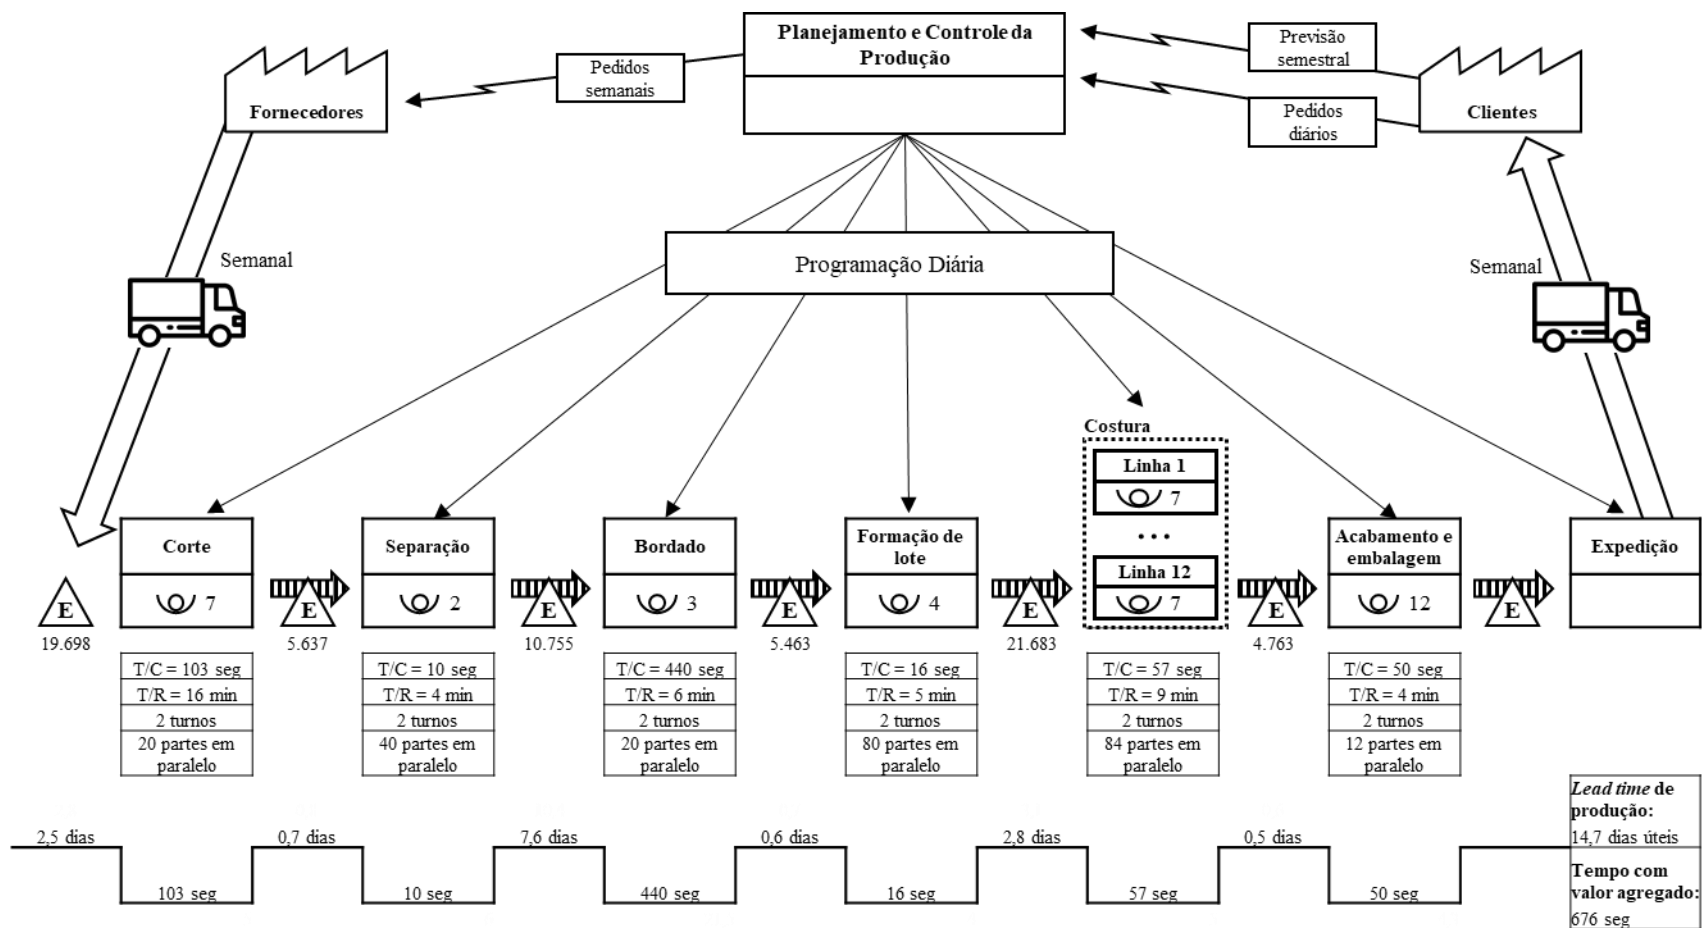 Planejamento e Controle da
Produção
Previsão
semestral
Pedidos
semanais
Fornecedores
Clientes
Pedidos
diários
Semanal
Programação Diária
Semanal
Costura
Linha 1
7
...
Linha 12
7
Corte
7
Separação
2
Bordado
3
Formação de
lote
4
Acabamento e
embalagem
12
Expedição
E
E
E
E
E
E
E
19.698
5.637
10.755
5.463
21.683
4.763
T/C = 103 seg
T/R = 16 min
2 turnos
20 partes em
paralelo
T/C = 10 seg
T/R = 4 min
2 turnos
40 partes em
paralelo
T/C = 440 seg
T/R = 6 min
2 turnos
20 partes em
paralelo
T/C = 16 seg
T/R = 5 min
2 turnos
80 partes em
paralelo
T/C = 57 seg
T/R = 9 min
2 turnos
84 partes em
paralelo
T/C = 50 seg
T/R = 4 min
2 turnos
12 partes em
paralelo
2,5 dias
0,7 dias
7,6 dias
0,6 dias
2,8 dias
0,5 dias
103 seg
10 seg
440 seg
16 seg
57 seg
50 seg
Lead time de
produção:
14,7 dias úteis
Tempo com
valor agregado:
676 seg